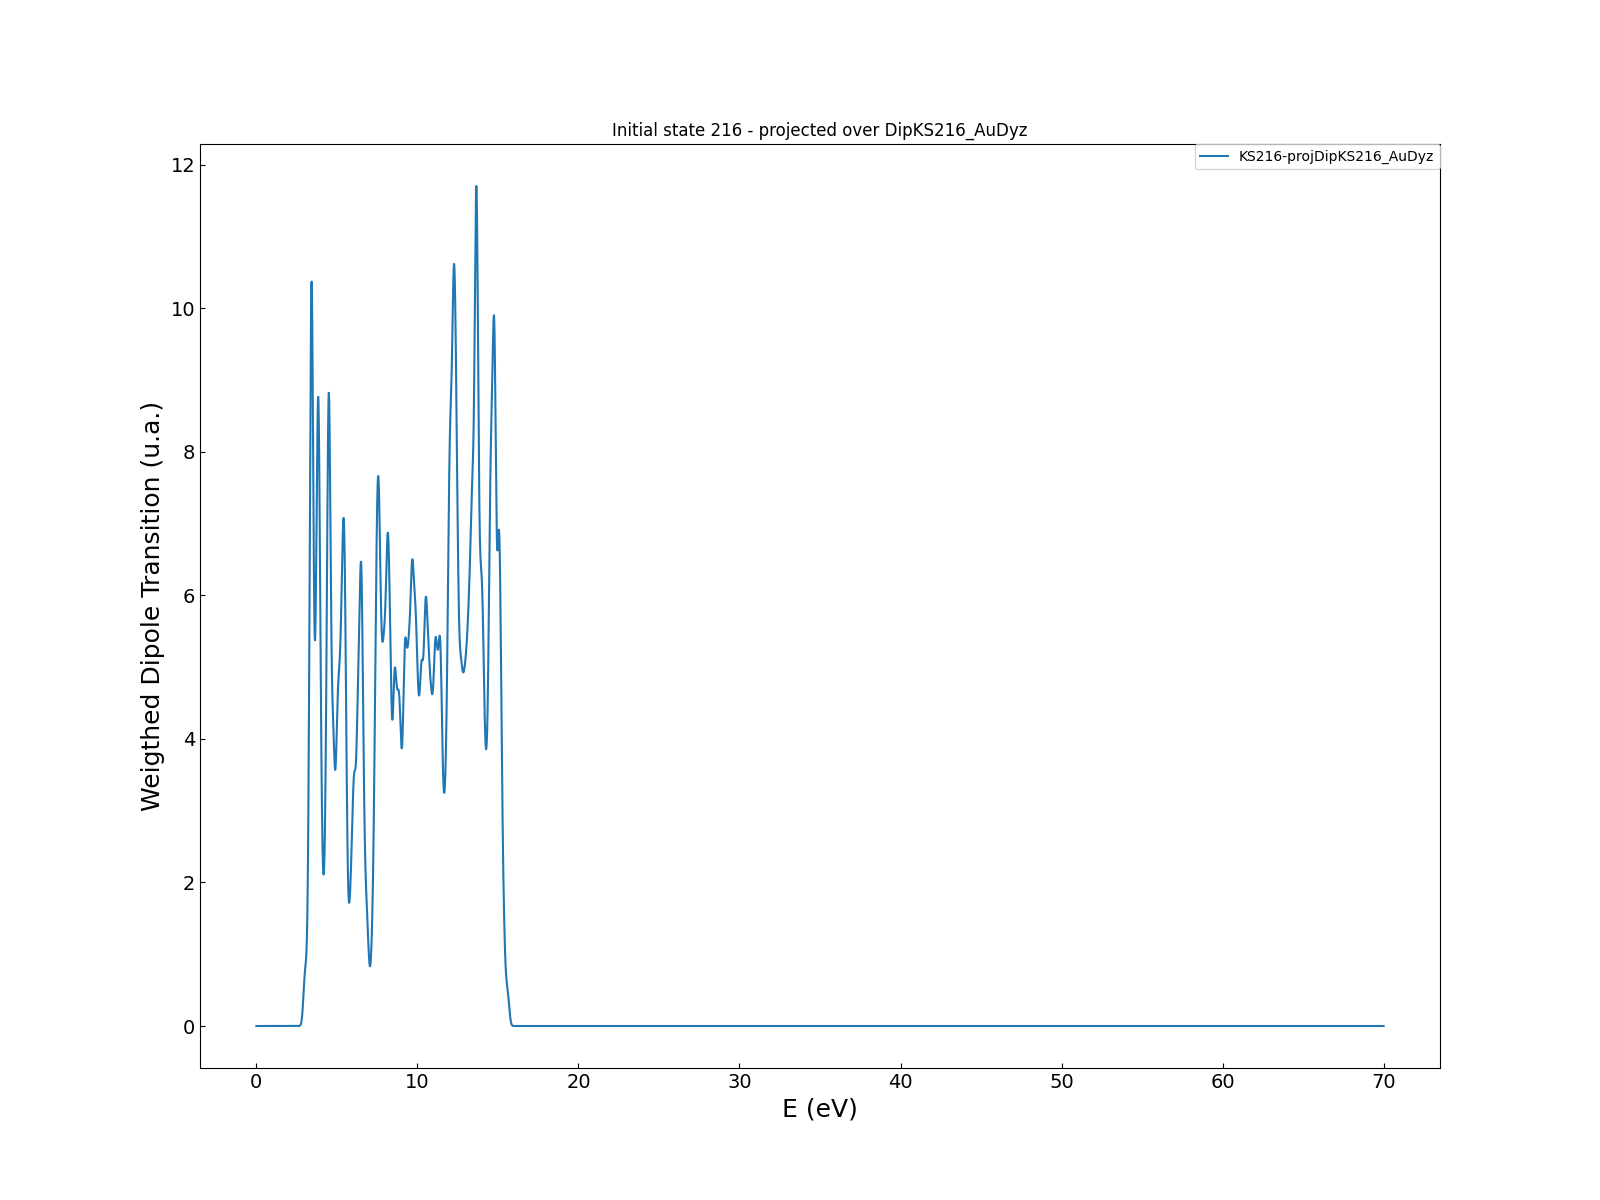 Initial state 216 - projected over DipKS216_AuDyz
KS216-projDipKS216_AuDyz
12
10
8
6
4
2
0
Weigthed Dipole Transition (u.a.)
0 10 20 30 40 50 60 70
E (eV)